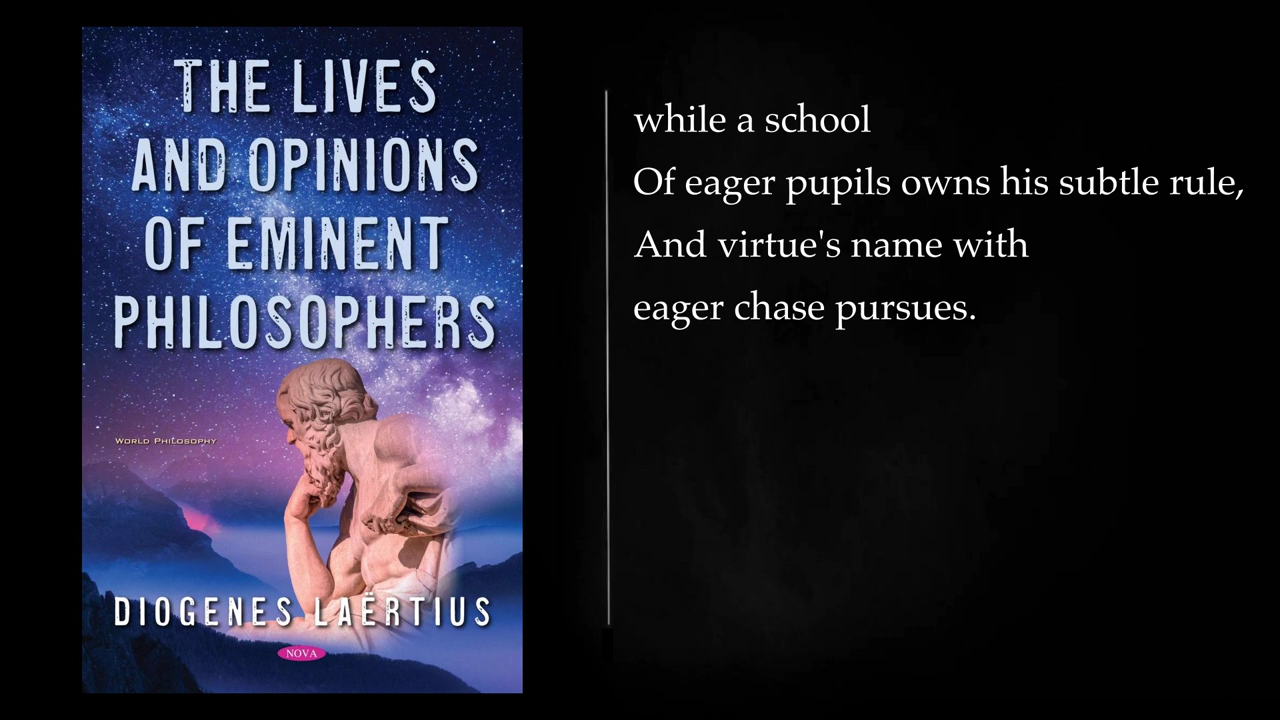 THE LIVES
AND OPINIONS
OF EMINENT
PHILOSOPHERS
WORLD PHILOSOPHY
DIOGENES LAËRTIUS
NOVA
while a school
Of eager pupils owns his subtle rule,
And virtue's name with
eager chase pursues.